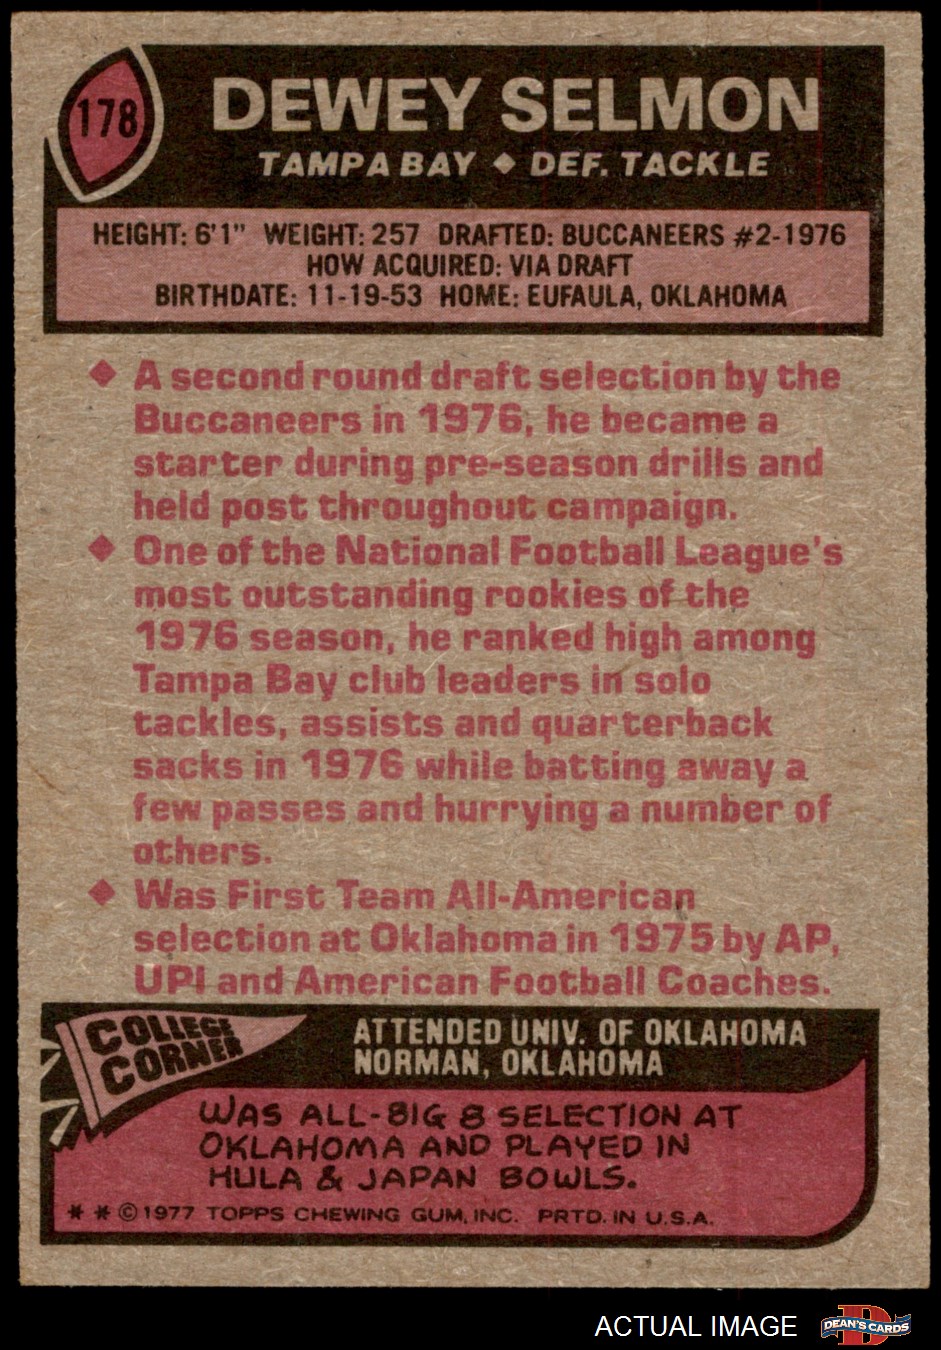 178
DEWEY SELMON
TAMPA BAY ◆ DEF. TACKLE
HEIGHT: 6'1" WEIGHT: 257 DRAFTED: BUCCANEERS #2-1976
HOW ACQUIRED: VIA DRAFT
BIRTHDATE: 11-19-53 HOME: EUFAULA, OKLAHOMA
◆ A second round draft selection by the
Buccaneers in 1976, he became a
starter during pre-season drills and
held post throughout campaign.
◆ One of the National Football League's
most outstanding rookies of the
1976 season, he ranked high among
Tampa Bay club leaders in solo
tackles, assists and quarterback
sacks in 1976 while batting away a
few passes and hurrying a number of
others.
◆ Was First Team All-American
selection at Oklahoma in 1975 by AP,
UPI and American Football Coaches.
COLLEGE
CORNER
ATTENDED UNIV. OF OKLAHOMA
NORMAN, OKLAHOMA
WAS ALL-BIG 8 SELECTION AT
OKLAHOMA AND PLAYED IN
HULA & JAPAN BOWLS.
* * © 1977 TOPPS CHEWING GUM, INC. PRTD. IN U.S.A.
ACTUAL IMAGE
D
DEAN'S CARDS